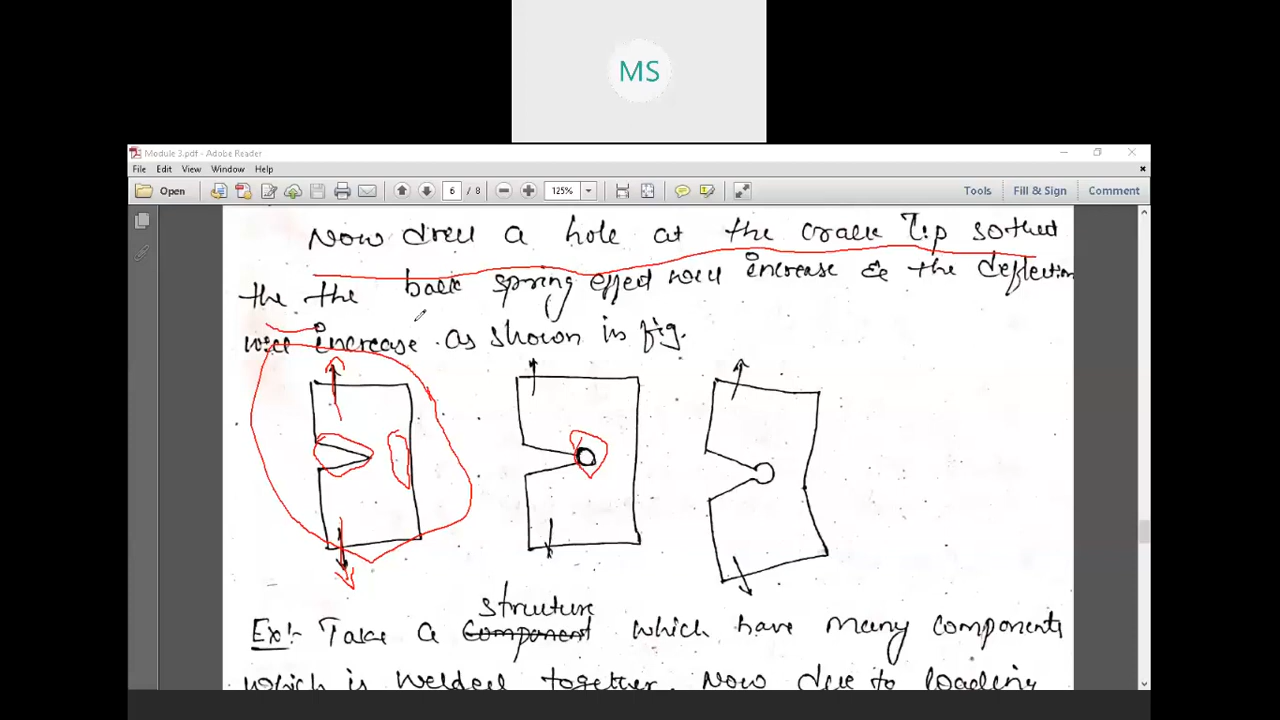 MS
Module 3.pdf - Adobe Reader
File Edit View Window Help
Open 6 / 8 125% Tools Fill & Sign Comment
Now drill a hole at the crack Tip so that
the the back spring effect will increase & the deflection
will increase. as shown in fig.
structure
Ex:- Take a component which have many components
which is welded together. Now due to loading